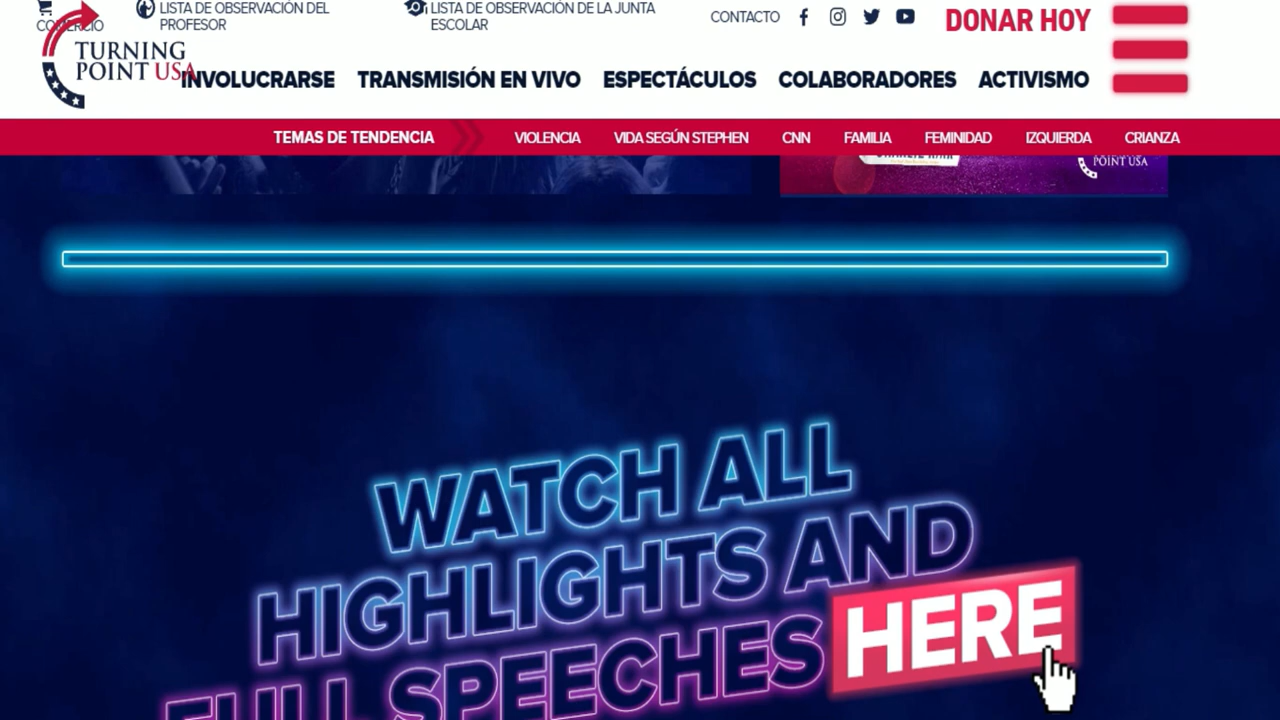 COMERCIO
LISTA DE OBSERVACIÓN DEL
PROFESOR
LISTA DE OBSERVACIÓN DE LA JUNTA
ESCOLAR
CONTACTO
DONAR HOY
TURNING
POINT USA
INVOLUCRARSE TRANSMISIÓN EN VIVO ESPECTÁCULOS COLABORADORES ACTIVISMO
TEMAS DE TENDENCIA VIOLENCIA VIDA SEGÚN STEPHEN CNN FAMILIA FEMINIDAD IZQUIERDA CRIANZA
POINT USA
WATCH ALL
HIGHLIGHTS AND
FULL SPEECHES HERE